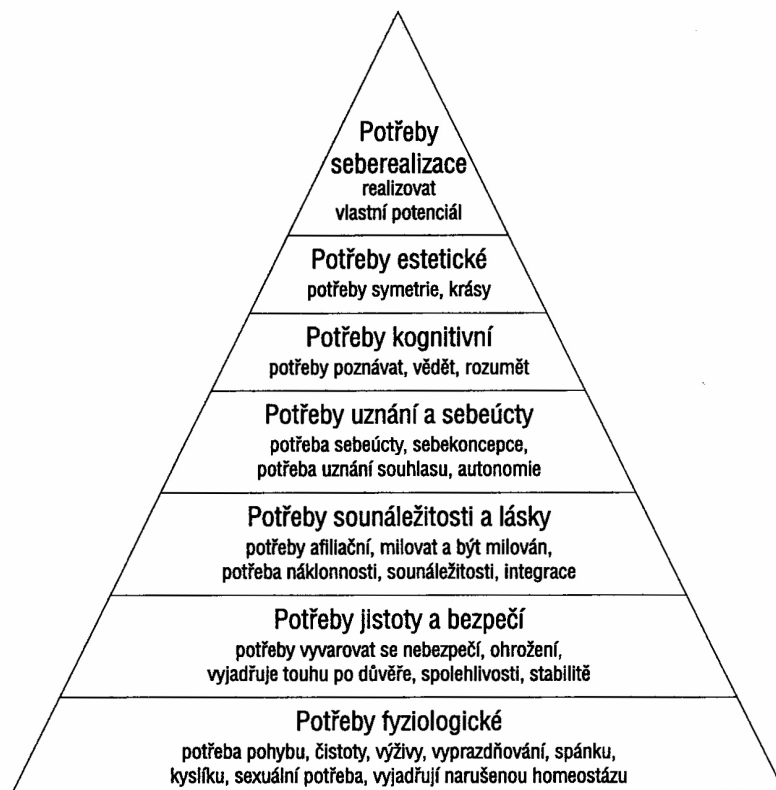 Potřeby
seberealizace
realizovat
vlastní potenciál
Potřeby estetické
potřeby symetrie, krásy
Potřeby kognitivní
potřeby poznávat, vědět, rozumět
Potřeby uznání a sebeúcty
potřeba sebeúcty, sebekoncepce,
potřeba uznání souhlasu, autonomie
Potřeby sounáležitosti a lásky
potřeby afiliační, milovat a být milován,
potřeba náklonnosti, sounáležitosti, integrace
Potřeby jistoty a bezpečí
potřeby vyvarovat se nebezpečí, ohrožení,
vyjadřuje touhu po důvěře, spolehlivosti, stabilitě
Potřeby fyziologické
potřeba pohybu, čistoty, výživy, vyprazdňování, spánku,
kyslíku, sexuální potřeba, vyjadřují narušenou homeostázu